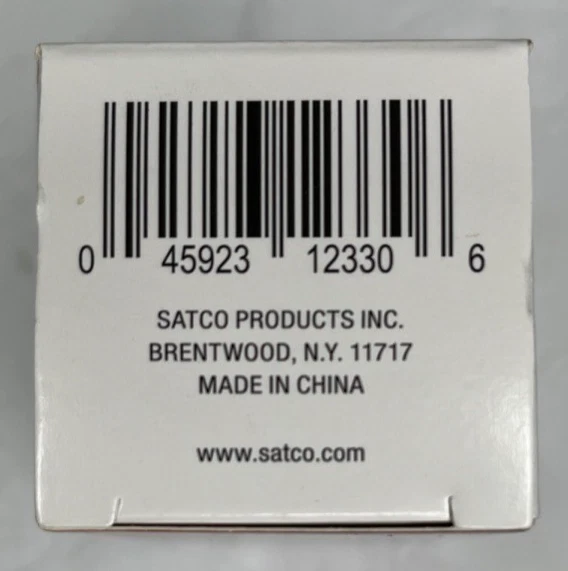 0 45923 12330 6
SATCO PRODUCTS INC.
BRENTWOOD, N.Y. 11717
MADE IN CHINA
www.satco.com